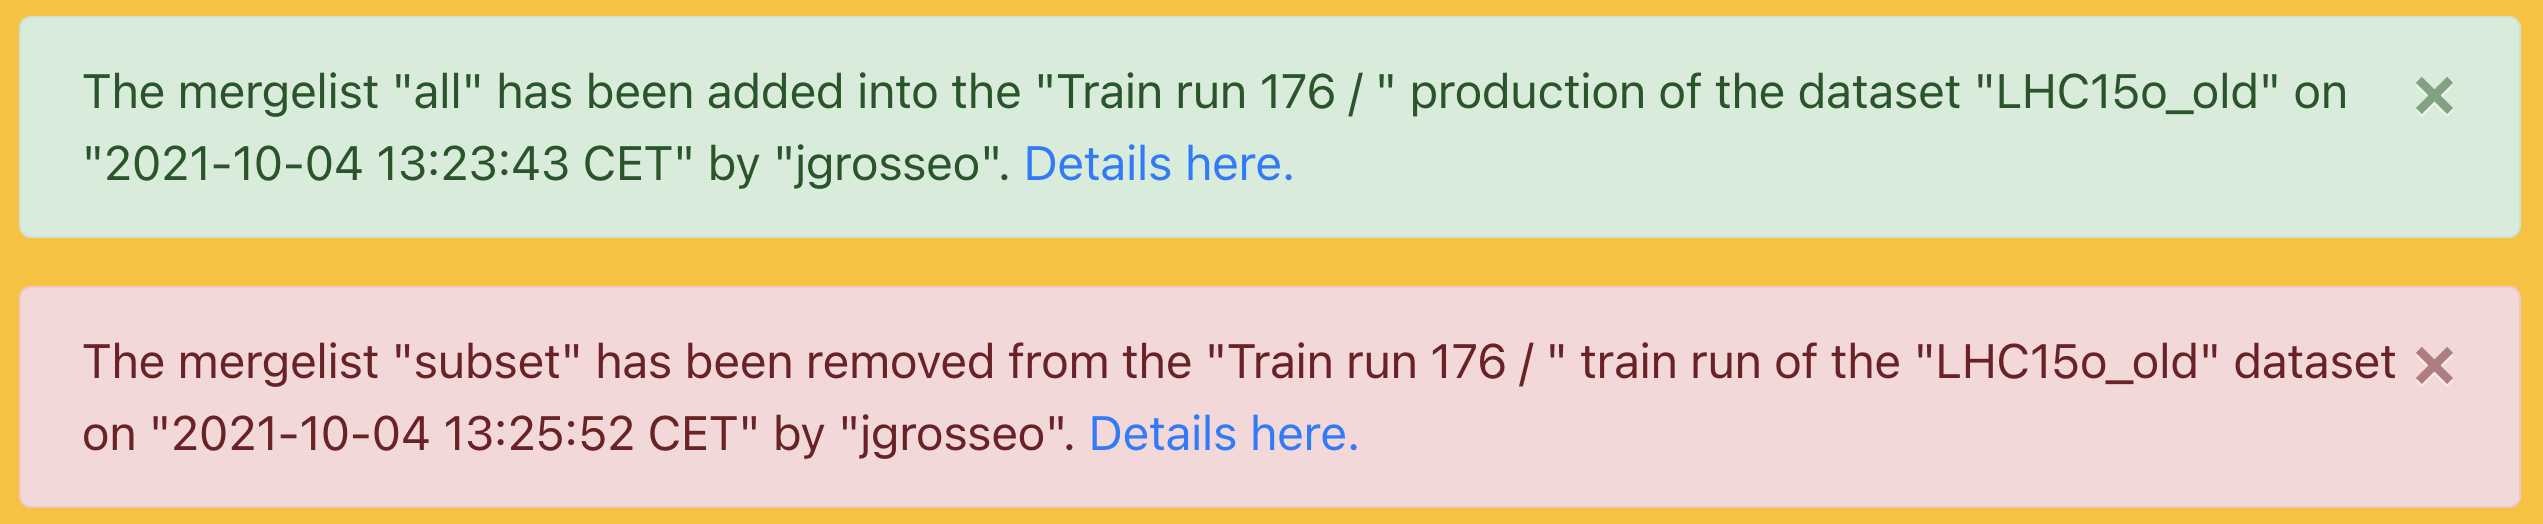 The mergelist "all" has been added into the "Train run 176 / " production of the dataset "LHC15o_old" on
"2021-10-04 13:23:43 CET" by "jgrosseo". Details here.
The mergelist "subset" has been removed from the "Train run 176 / " train run of the "LHC15o_old" dataset
on "2021-10-04 13:25:52 CET" by "jgrosseo". Details here.